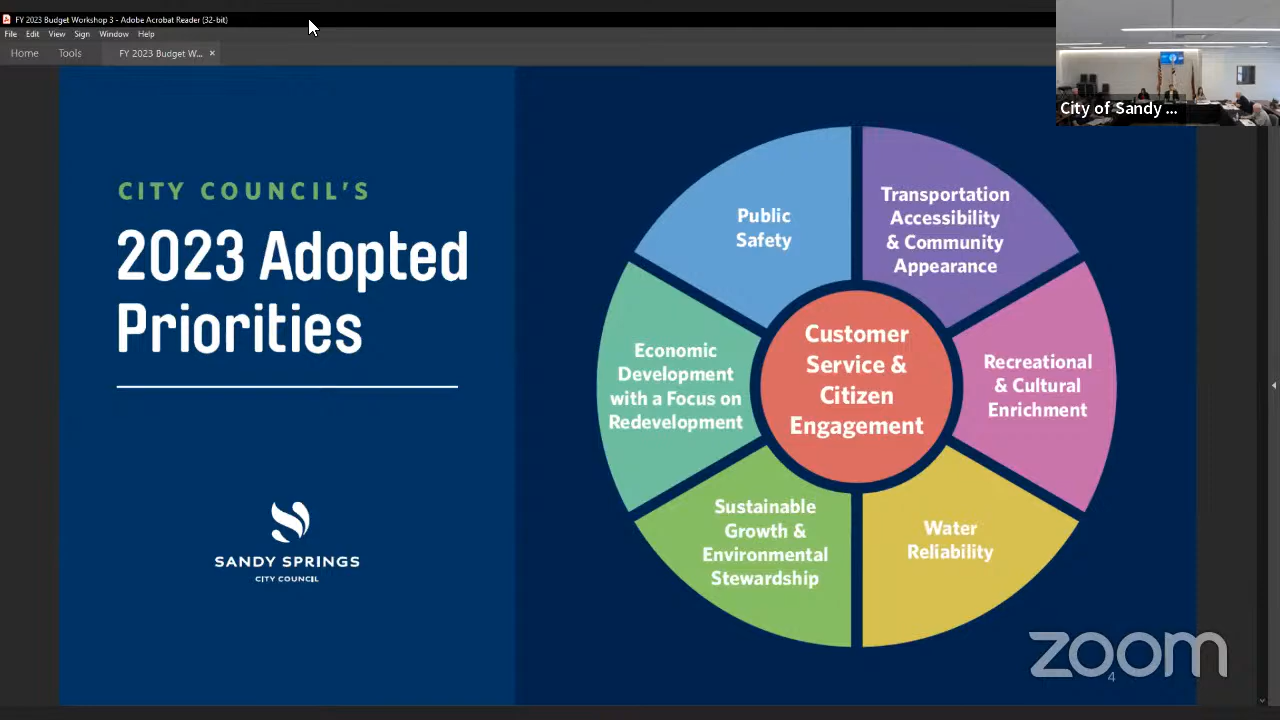 FY 2023 Budget Workshop 3 - Adobe Acrobat Reader (32-bit)
File Edit View Sign Window Help
Home Tools FY 2023 Budget W... ×
City of Sandy ...
CITY COUNCIL'S
2023 Adopted
Priorities
SANDY SPRINGS
CITY COUNCIL
Public
Safety
Transportation
Accessibility
& Community
Appearance
Economic
Development
with a Focus on
Redevelopment
Customer
Service &
Citizen
Engagement
Recreational
& Cultural
Enrichment
Sustainable
Growth &
Environmental
Stewardship
Water
Reliability
zoom
4